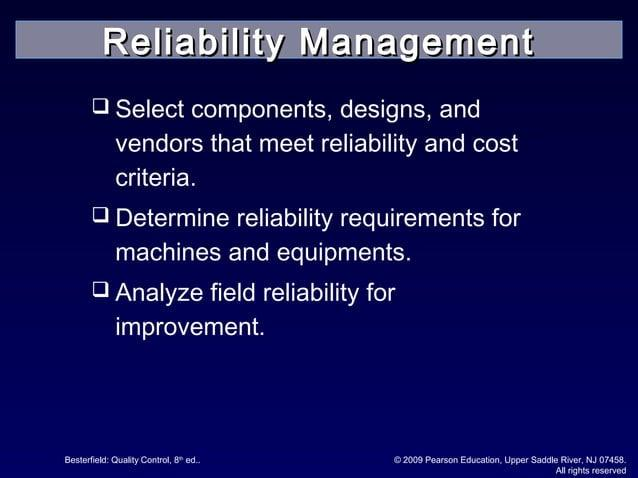 Reliability Management
❑ Select components, designs, and
vendors that meet reliability and cost
criteria.
❑ Determine reliability requirements for
machines and equipments.
❑ Analyze field reliability for
improvement.
Besterfield: Quality Control, 8th ed..
© 2009 Pearson Education, Upper Saddle River, NJ 07458.
All rights reserved